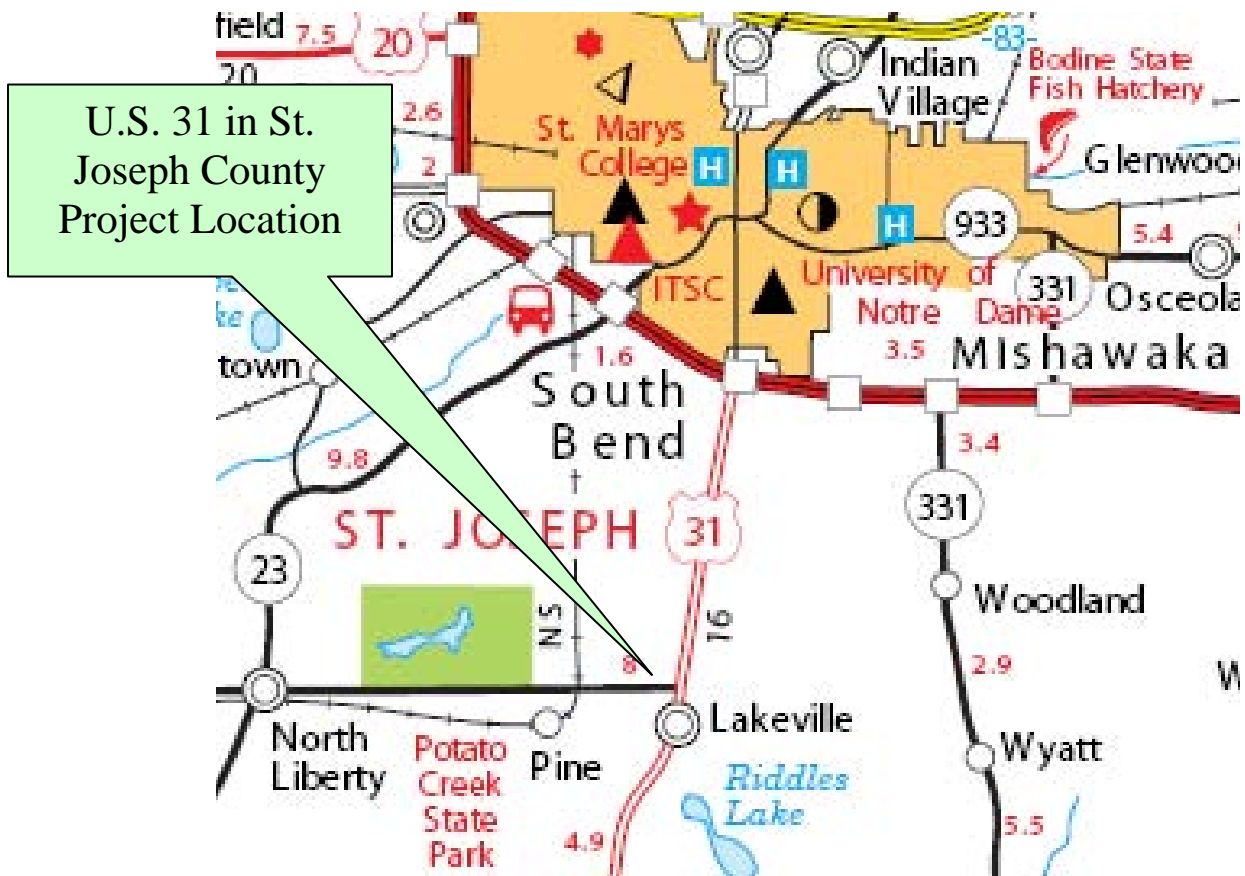 field
7.5
20
-83-
20
Indian
Village
Bodine State
Fish Hatchery
U.S. 31 in St.
Joseph County
Project Location
2.6
St. Marys
College
H
H
Glenwood
2
H
933
5.4
ITSC
University of
Notre Dame
331
Osceola
ke
town
1.6
3.5
Mishawaka
South
Bend
9.8
3.4
331
ST. JOSEPH
31
23
NS
16
Woodland
8
2.9
W
North
Liberty
Potato
Creek
State
Park
Pine
Lakeville
Wyatt
Riddles
Lake
4.9
5.5